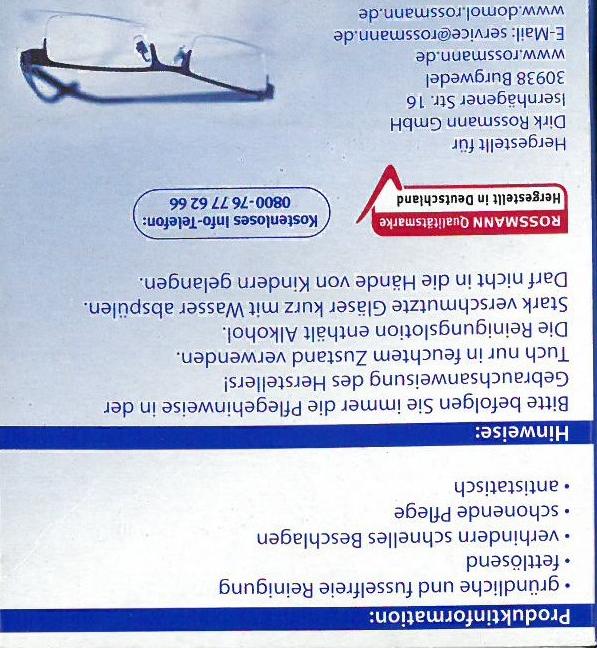 Produktinformation:
• gründliche und fusselfreie Reinigung
• fettlösend
• verhindern schnelles Beschlagen
• schonende Pflege
• antistatisch
Hinweise:
Bitte befolgen Sie immer die Pflegehinweise in der
Gebrauchsanweisung des Herstellers!
Tuch nur in feuchtem Zustand verwenden.
Die Reinigungslotion enthält Alkohol.
Stark verschmutzte Gläser kurz mit Wasser abspülen.
Darf nicht in die Hände von Kindern gelangen.
ROSSMANN Qualitätsmarke
Hergestellt in Deutschland
Kostenloses Info-Telefon:
0800-76 77 62 66
Hergestellt für
Dirk Rossmann GmbH
Isernhägener Str. 16
30938 Burgwedel
www.rossmann.de
E-Mail: service@rossmann.de
www.domol.rossmann.de